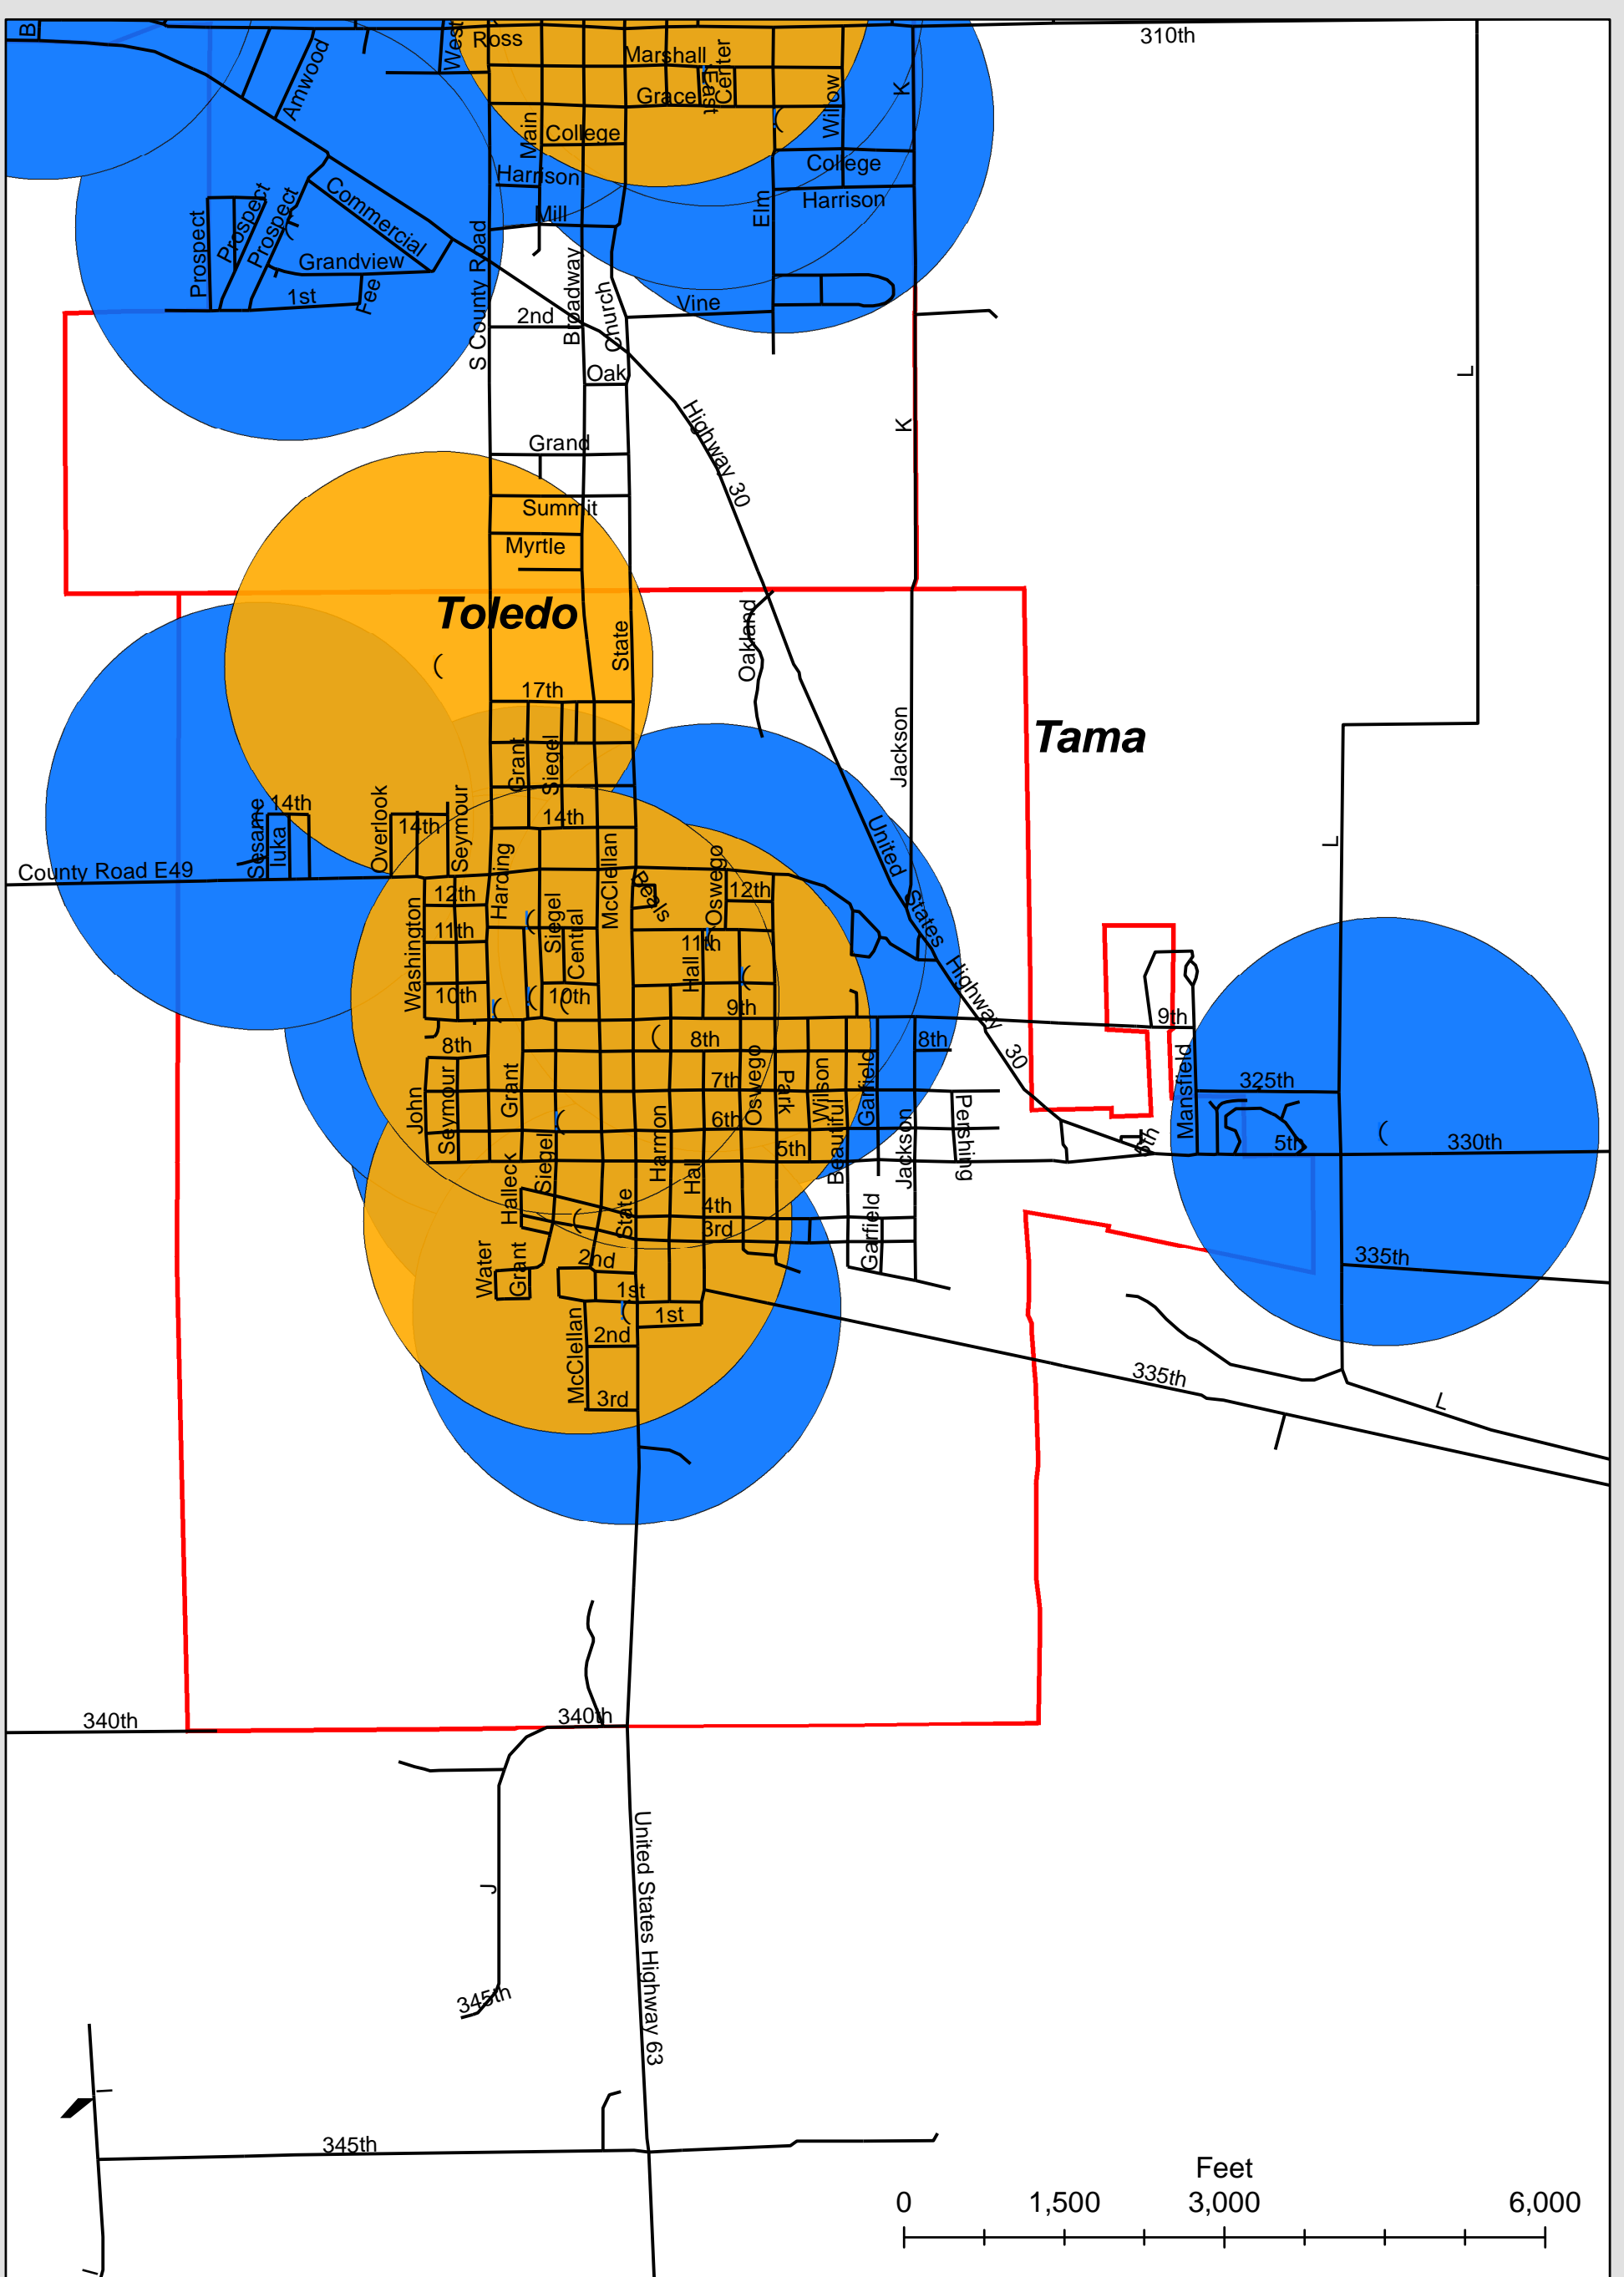 B
West
Ross
Marshall
East
Center
310th
Amwood
Grace
Willow
K
Main
College
College
Harrison
Harrison
Commercial
Prospect
Prospect
Prospect
Mill
Elm
Grandview
1st
Fee
S County Road
Broadway
Church
2nd
Vine
Oak
L
Highway 30
K
Grand
Summit
Myrtle
Toledo
State
Oakland
Tama
17th
Grant
Siegel
Jackson
14th
Sesame
Iuka
Overlook
14th
Seymour
14th
United States Highway 30
L
County Road E49
Harding
McClellan
Beals
Oswego
12th
12th
Washington
11th
Siegel
Central
11th
Hall
10th
10th
9th
9th
8th
8th
8th
Mansfield
325th
John
Seymour
Grant
7th
Oswego
Park
Wilson
Garfield
6th
Beautiful
Jackson
Pershing
5th
5th
5th
330th
Siegel
Harmon
Hall
Halleck
State
4th
3rd
Garfield
335th
Water
Grant
2nd
1st
1st
McClellan
2nd
335th
3rd
L
340th
340th
J
United States Highway 63
345th
I
345th
I
Feet
0 1,500 3,000 6,000